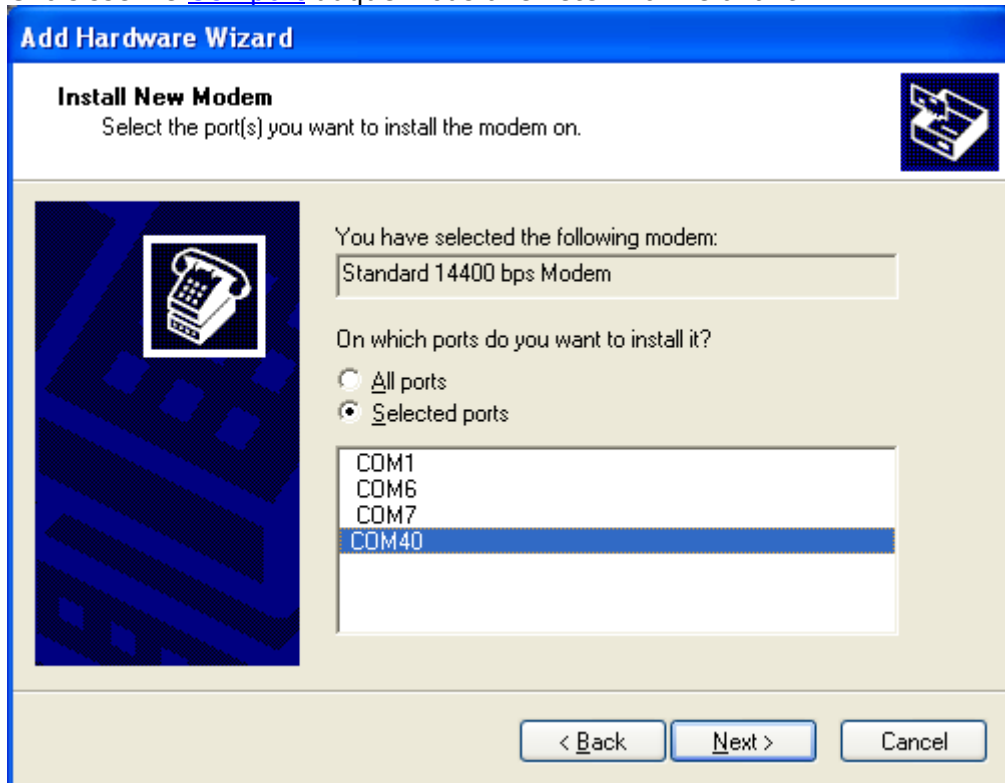 Add Hardware Wizard
Install New Modem
Select the port(s) you want to install the modem on.
You have selected the following modem:
Standard 14400 bps Modem
On which ports do you want to install it?
All ports
Selected ports
COM1
COM6
COM7
COM40
< Back Next > Cancel